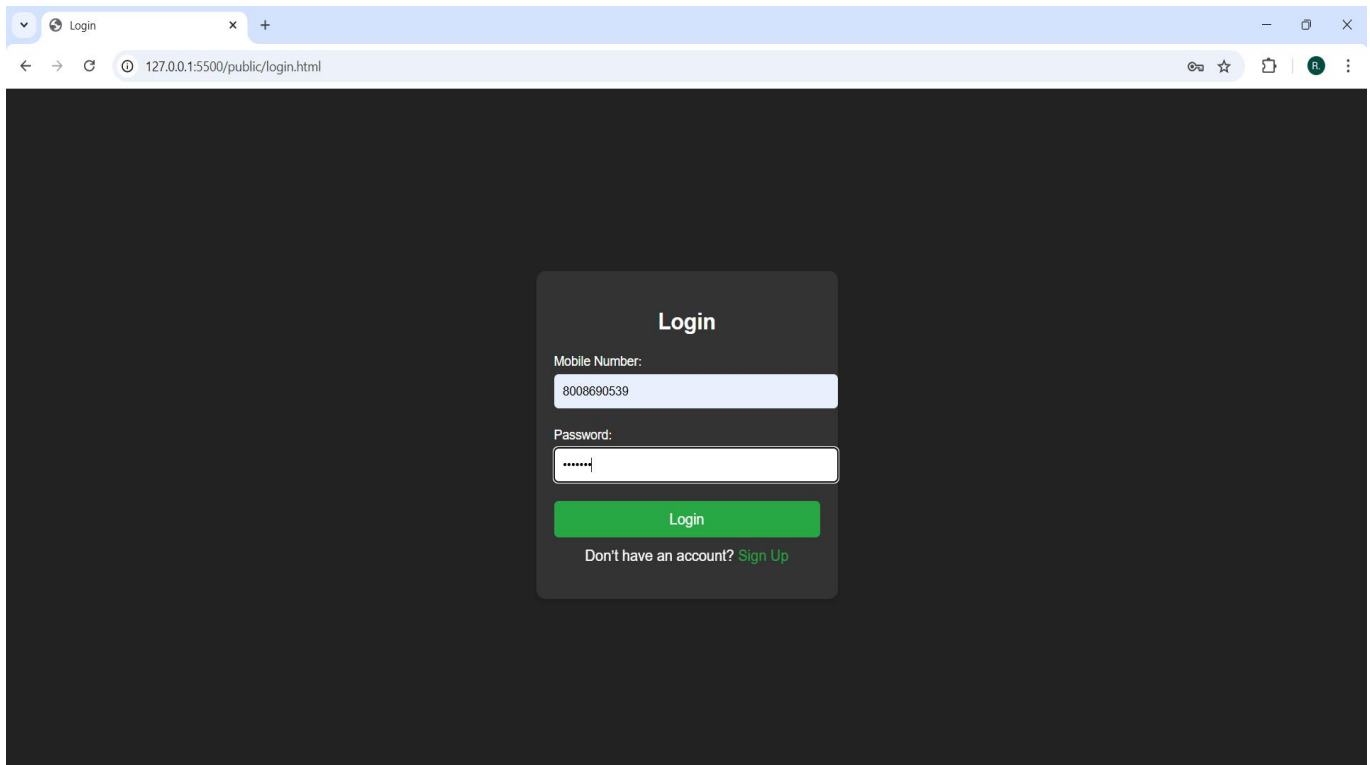 Login
127.0.0.1:5500/public/login.html
R.
Login
Mobile Number:
8008690539
Password:
•••••••
Login
Don't have an account? Sign Up